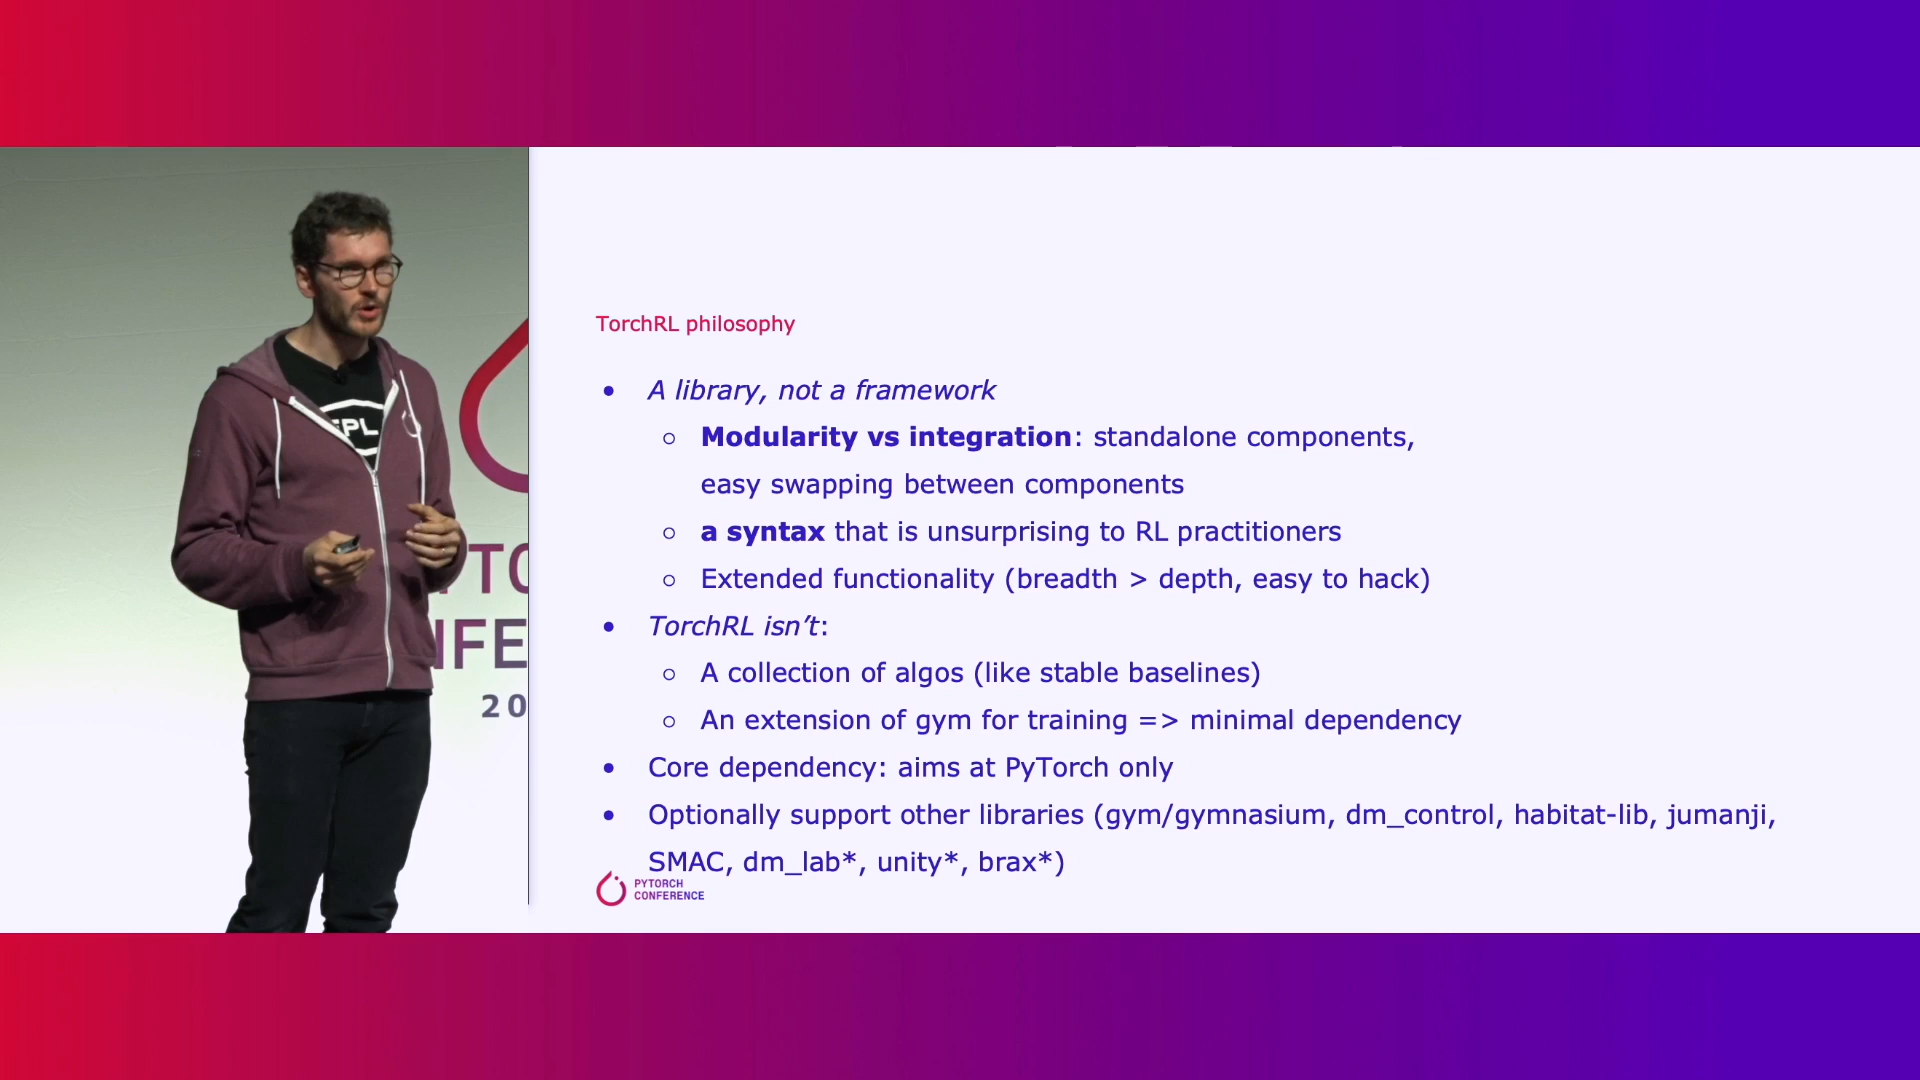 TorchRL philosophy
• A library, not a framework
○ Modularity vs integration: standalone components,
easy swapping between components
○ a syntax that is unsurprising to RL practitioners
○ Extended functionality (breadth > depth, easy to hack)
• TorchRL isn’t:
○ A collection of algos (like stable baselines)
○ An extension of gym for training => minimal dependency
• Core dependency: aims at PyTorch only
• Optionally support other libraries (gym/gymnasium, dm_control, habitat-lib, jumanji,
SMAC, dm_lab*, unity*, brax*)
PYTORCH
CONFERENCE